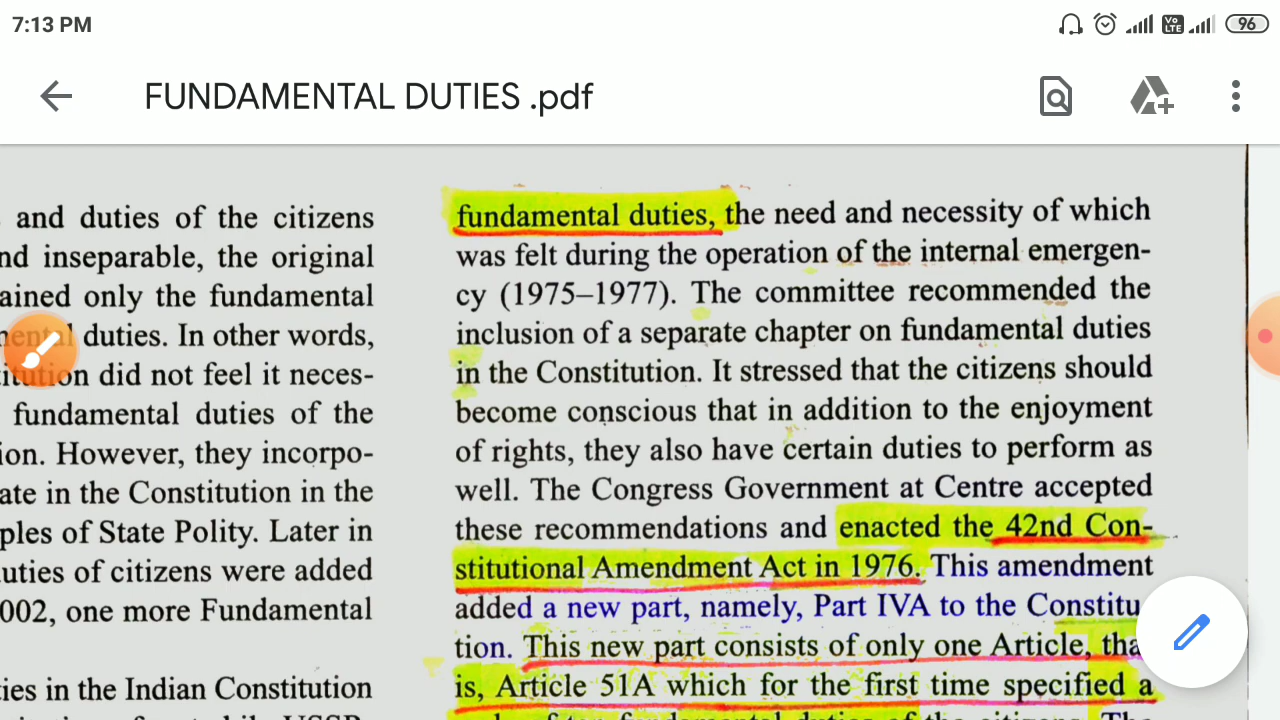 7:13 PM
Vo LTE
96
FUNDAMENTAL DUTIES .pdf
and duties of the citizens
nd inseparable, the original
ained only the fundamental
mental duties. In other words,
itution did not feel it neces-
fundamental duties of the
ion. However, they incorpo-
ate in the Constitution in the
ples of State Polity. Later in
uties of citizens were added
002, one more Fundamental
ties in the Indian Constitution
fundamental duties, the need and necessity of which
was felt during the operation of the internal emergen-
cy (1975–1977). The committee recommended the
inclusion of a separate chapter on fundamental duties
in the Constitution. It stressed that the citizens should
become conscious that in addition to the enjoyment
of rights, they also have certain duties to perform as
well. The Congress Government at Centre accepted
these recommendations and enacted the 42nd Con-
stitutional Amendment Act in 1976. This amendment
added a new part, namely, Part IVA to the Constitu
tion. This new part consists of only one Article, tha
is, Article 51A which for the first time specified a